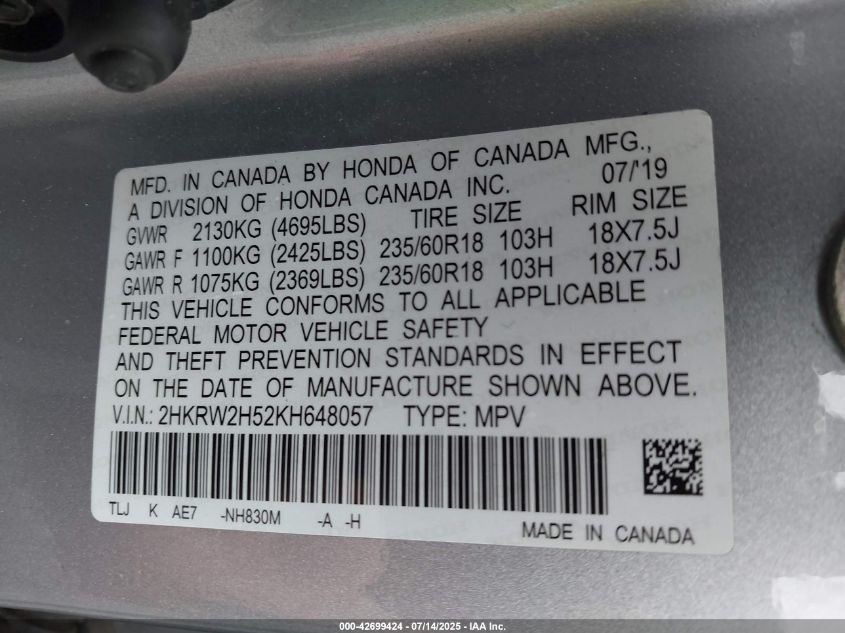 MFD. IN CANADA BY HONDA OF CANADA MFG.,
A DIVISION OF HONDA CANADA INC. 07/'19
GVWR 2130KG (4695LBS) TIRE SIZE RIM SIZE
GAWR F 1100KG (2425LBS) 235/60R18 103H 18X7.5J
GAWR R 1075KG (2369LBS) 235/60R18 103H 18X7.5J
THIS VEHICLE CONFORMS TO ALL APPLICABLE
FEDERAL MOTOR VEHICLE SAFETY
AND THEFT PREVENTION STANDARDS IN EFFECT
ON THE DATE OF MANUFACTURE SHOWN ABOVE.
V.I.N.: 2HKRW2H52KH648057 TYPE: MPV
TLJ K AE7 -NH830M -A -H
MADE IN CANADA
000-42699424 - 07/14/2025 - IAA Inc.